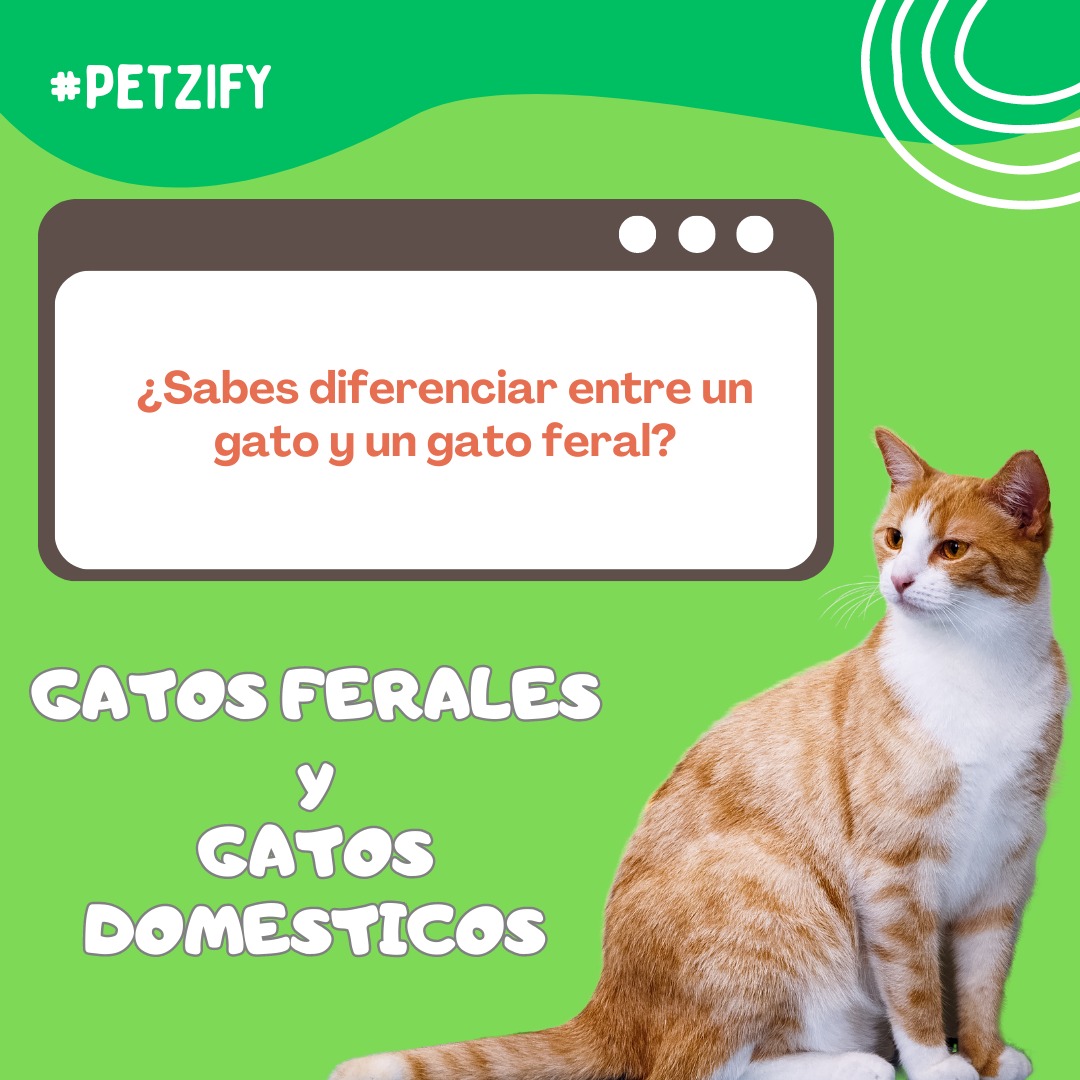 #PETZIFY
¿Sabes diferenciar entre un
gato y un gato feral?
GATOS FERALES
y
GATOS
DOMESTICOS